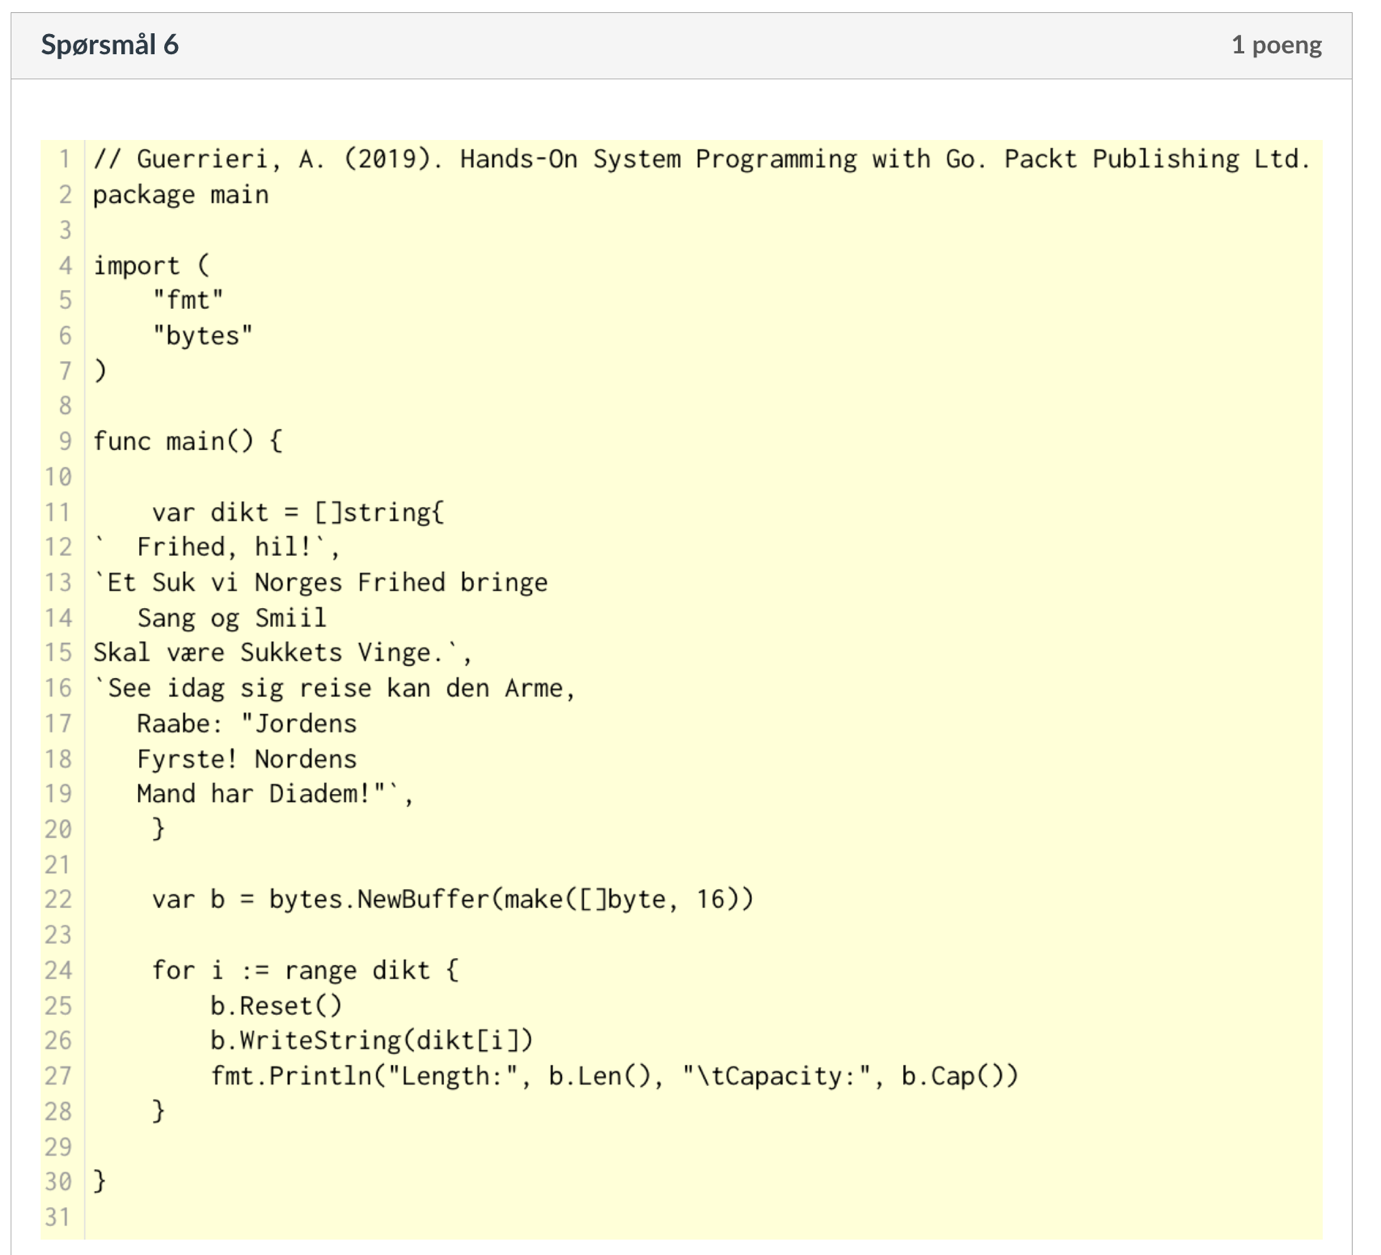 Spørsmål 6
1 poeng
1 // Guerrieri, A. (2019). Hands-On System Programming with Go. Packt Publishing Ltd.
2 package main
3
4 import (
5     "fmt"
6     "bytes"
7 )
8
9 func main() {
10
11     var dikt = []string{
12 `  Frihed, hil!`,
13 `Et Suk vi Norges Frihed bringe
14    Sang og Smiil
15 Skal være Sukkets Vinge.`,
16 `See idag sig reise kan den Arme,
17    Raabe: "Jordens
18    Fyrste! Nordens
19    Mand har Diadem!"`,
20     }
21
22     var b = bytes.NewBuffer(make([]byte, 16))
23
24     for i := range dikt {
25         b.Reset()
26         b.WriteString(dikt[i])
27         fmt.Println("Length:", b.Len(), "\tCapacity:", b.Cap())
28     }
29
30 }
31